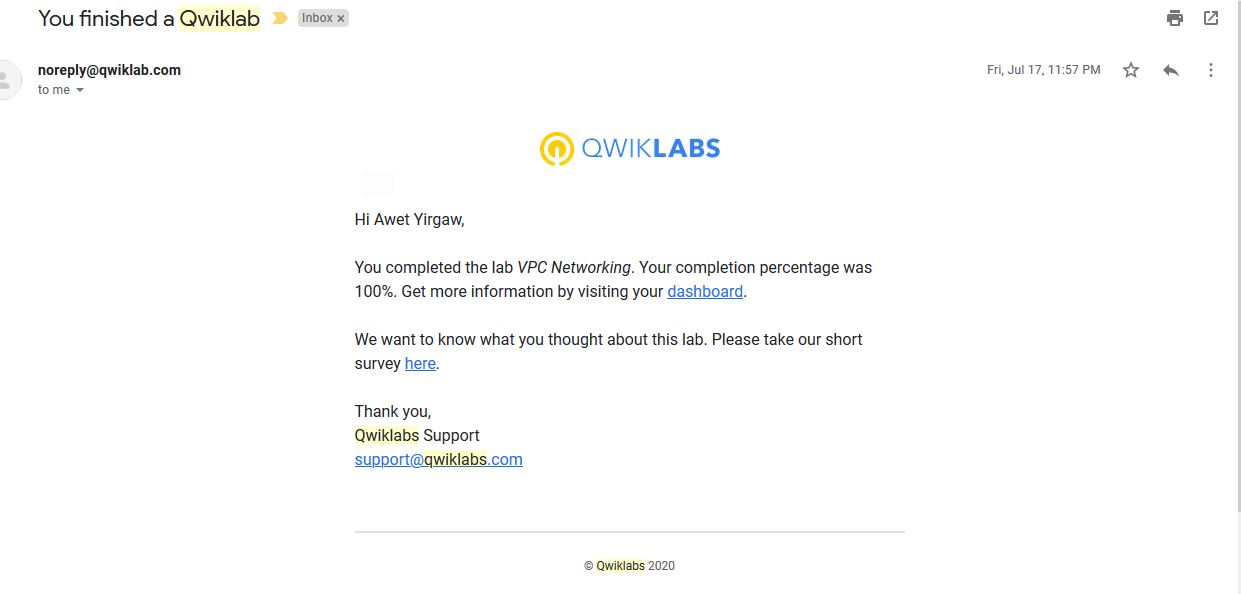 You finished a Qwiklab
Inbox ×
noreply@qwiklab.com
Fri, Jul 17, 11:57 PM
to me
QWIKLABS
Hi Awet Yirgaw,
You completed the lab VPC Networking. Your completion percentage was
100%. Get more information by visiting your dashboard.
We want to know what you thought about this lab. Please take our short
survey here.
Thank you,
Qwiklabs Support
support@qwiklabs.com
© Qwiklabs 2020